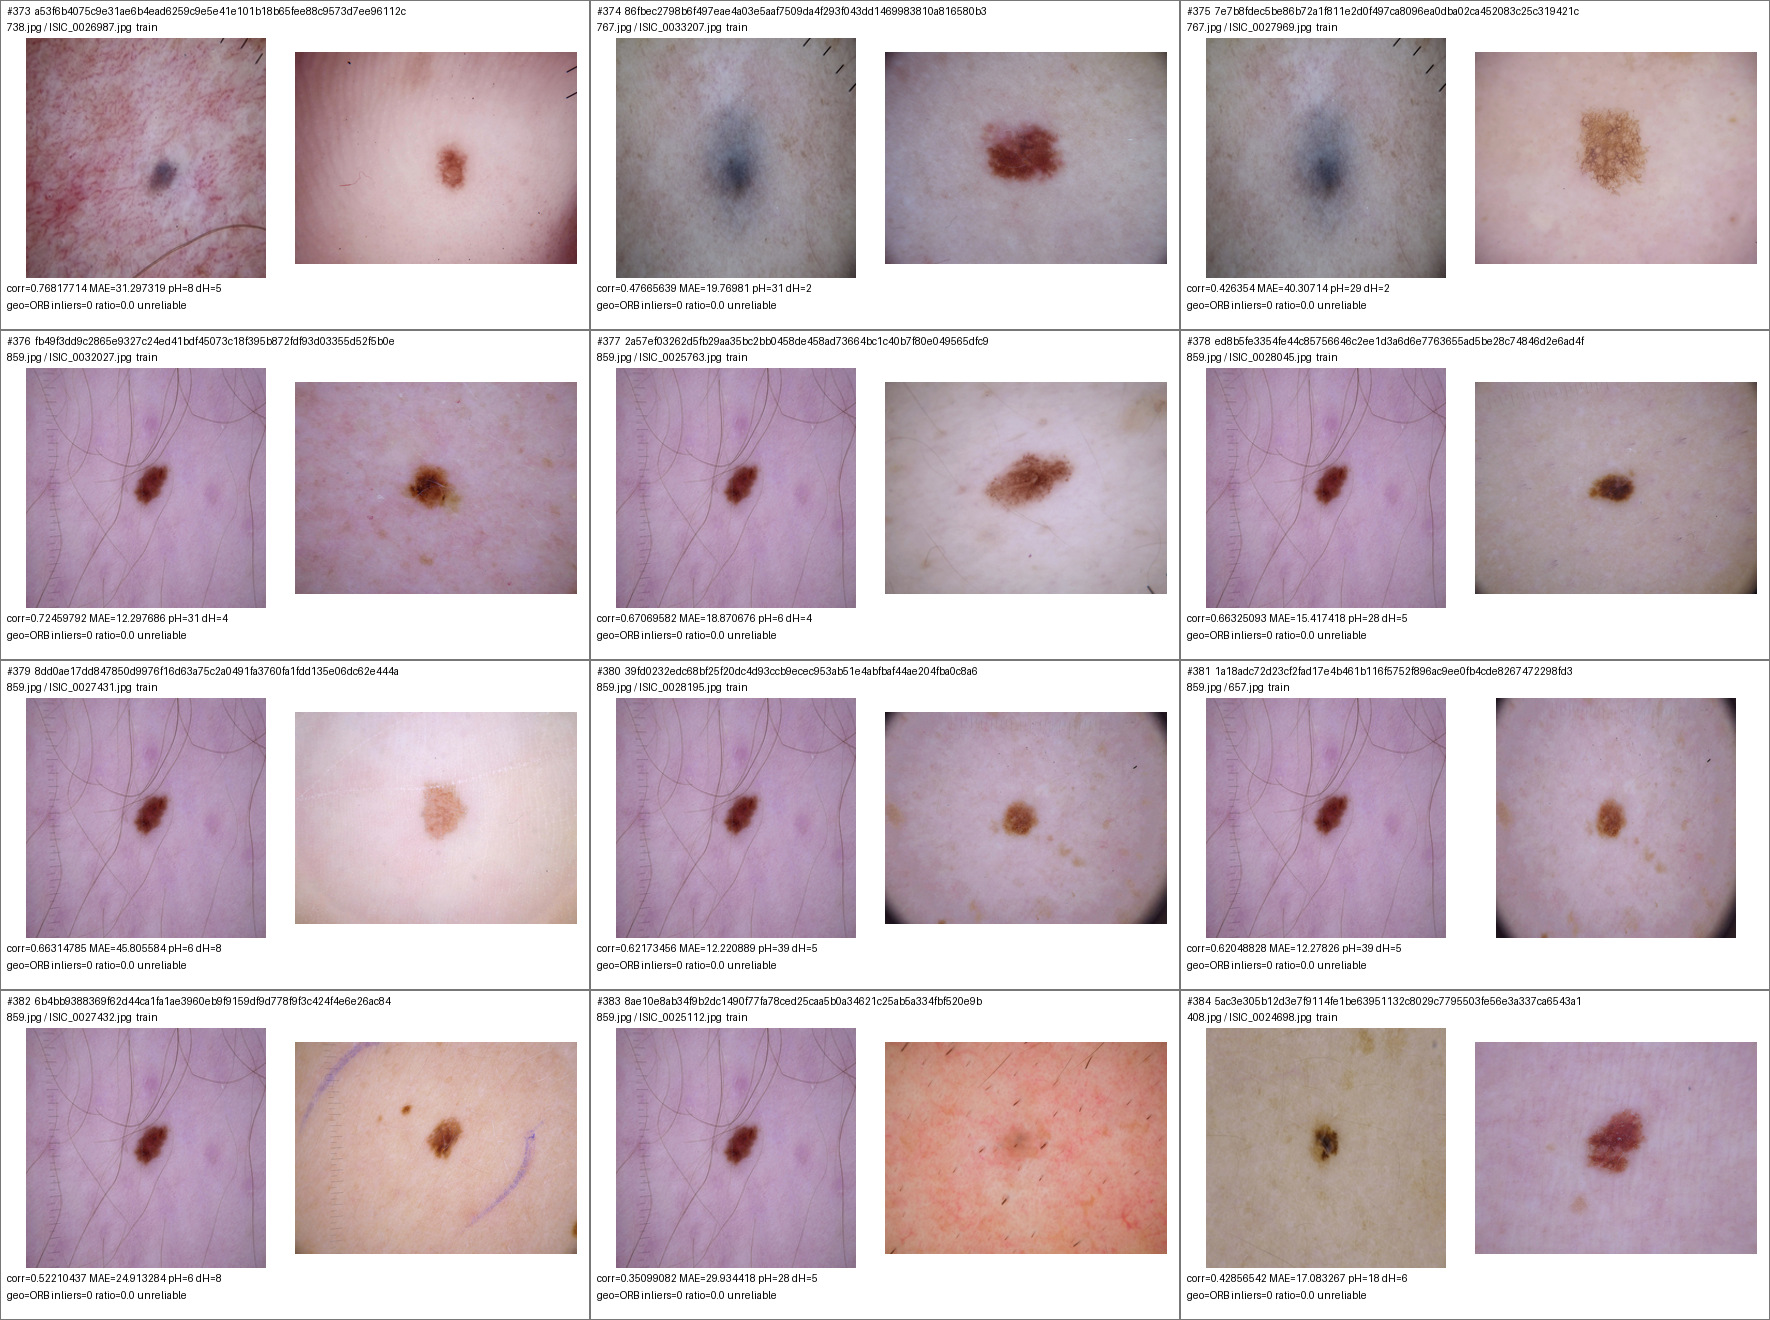 #373 a53f6b4075c9e31ae6b4ead6259c9e5e41e101b18b65fee88c9573d7ee96112c
738.jpg / ISIC_0026987.jpg train
corr=0.76817714 MAE=31.297319 pH=8 dH=5
geo=ORB inliers=0 ratio=0.0 unreliable
#374 86fbec2798b6f497eae4a03e5aaf7509da4f293f043dd1469983810a816580b3
767.jpg / ISIC_0033207.jpg train
corr=0.47665639 MAE=19.76981 pH=31 dH=2
geo=ORB inliers=0 ratio=0.0 unreliable
#375 7e7b8fdec5be86b72a1f811e2d0f497ca8096ea0dba02ca452083c25c319421c
767.jpg / ISIC_0027969.jpg train
corr=0.426354 MAE=40.30714 pH=29 dH=2
geo=ORB inliers=0 ratio=0.0 unreliable
#376 fb49f3dd9c2865e9327c24ed41bdf45073c18f395b872fdf93d03355d52f5b0e
859.jpg / ISIC_0032027.jpg train
corr=0.72459792 MAE=12.297686 pH=31 dH=4
geo=ORB inliers=0 ratio=0.0 unreliable
#377 2a57ef03262d5fb29aa35bc2bb0458de458ad73664bc1c40b7f80e049565dfc9
859.jpg / ISIC_0025763.jpg train
corr=0.67069582 MAE=18.870676 pH=6 dH=4
geo=ORB inliers=0 ratio=0.0 unreliable
#378 ed8b5fe3354fe44c85756646c2ee1d3a6d6e7763655ad5be28c74846d2e6ad4f
859.jpg / ISIC_0028045.jpg train
corr=0.66325093 MAE=15.417418 pH=28 dH=5
geo=ORB inliers=0 ratio=0.0 unreliable
#379 8dd0ae17dd847850d9976f16d63a75c2a0491fa3760fa1fdd135e06dc62e444a
859.jpg / ISIC_0027431.jpg train
corr=0.66314785 MAE=45.805584 pH=6 dH=8
geo=ORB inliers=0 ratio=0.0 unreliable
#380 39fd0232edc68bf25f20dc4d93ccb9ecec953ab51e4abfbaf44ae204fba0c8a6
859.jpg / ISIC_0028195.jpg train
corr=0.62173456 MAE=12.220889 pH=39 dH=5
geo=ORB inliers=0 ratio=0.0 unreliable
#381 1a18adc72d23cf2fad17e4b461b116f5752f896ac9ee0fb4cde8267472298fd3
859.jpg / 657.jpg train
corr=0.62048828 MAE=12.27826 pH=39 dH=5
geo=ORB inliers=0 ratio=0.0 unreliable
#382 6b4bb9388369f62d44ca1fa1ae3960eb9f9159df9d778f9f3c424f4e6e26ac84
859.jpg / ISIC_0027432.jpg train
corr=0.52210437 MAE=24.913284 pH=6 dH=8
geo=ORB inliers=0 ratio=0.0 unreliable
#383 8ae10e8ab34f9b2dc1490f77fa78ced25caa5b0a34621c25ab5a334fbf520e9b
859.jpg / ISIC_0025112.jpg train
corr=0.35099082 MAE=29.934418 pH=28 dH=5
geo=ORB inliers=0 ratio=0.0 unreliable
#384 5ac3e305b12d3e7f9114fe1be63951132c8029c7795503fe56e3a337ca6543a1
408.jpg / ISIC_0024698.jpg train
corr=0.42856542 MAE=17.083267 pH=18 dH=6
geo=ORB inliers=0 ratio=0.0 unreliable